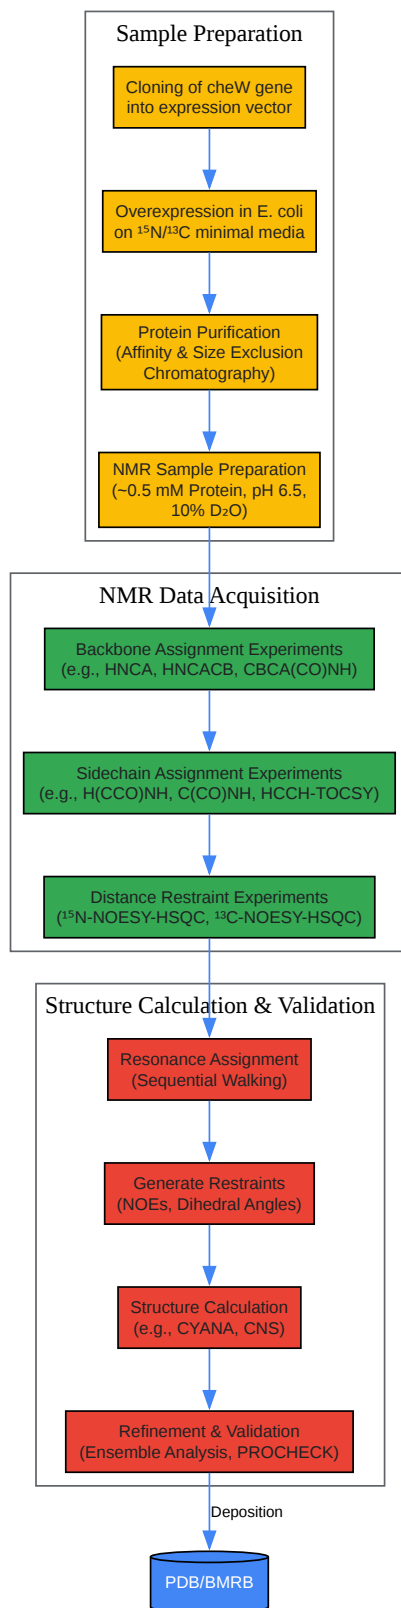 Sample Preparation
Cloning of cheW gene
into expression vector
Overexpression in E. coli
on ¹⁵N/¹³C minimal media
Protein Purification
(Affinity & Size Exclusion
Chromatography)
NMR Sample Preparation
(~0.5 mM Protein, pH 6.5,
10% D₂O)
NMR Data Acquisition
Backbone Assignment Experiments
(e.g., HNCA, HNCACB, CBCA(CO)NH)
Sidechain Assignment Experiments
(e.g., H(CCO)NH, C(CO)NH, HCCH-TOCSY)
Distance Restraint Experiments
(¹⁵N-NOESY-HSQC, ¹³C-NOESY-HSQC)
Structure Calculation & Validation
Resonance Assignment
(Sequential Walking)
Generate Restraints
(NOEs, Dihedral Angles)
Structure Calculation
(e.g., CYANA, CNS)
Refinement & Validation
(Ensemble Analysis, PROCHECK)
Deposition
PDB/BMRB